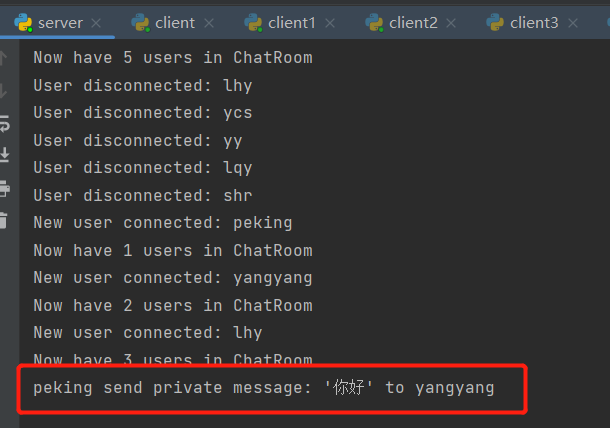 server client client1 client2 client3
Now have 5 users in ChatRoom
User disconnected: lhy
User disconnected: ycs
User disconnected: yy
User disconnected: lqy
User disconnected: shr
New user connected: peking
Now have 1 users in ChatRoom
New user connected: yangyang
Now have 2 users in ChatRoom
New user connected: lhy
Now have 3 users in ChatRoom
peking send private message: '你好' to yangyang